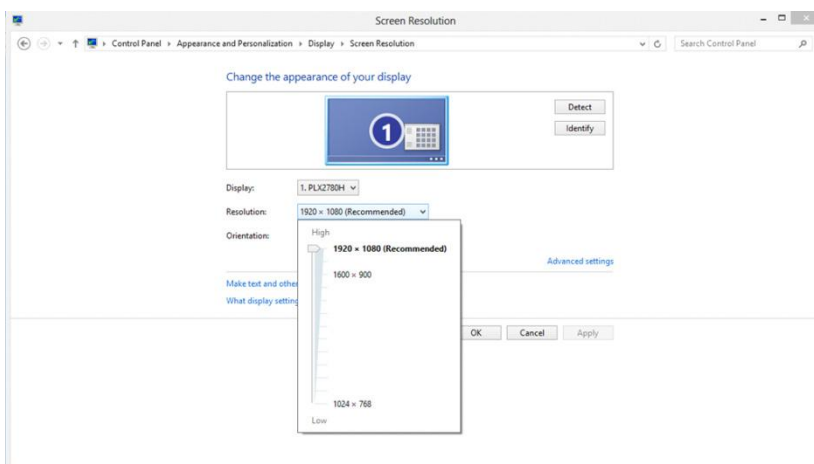 Screen Resolution
Control Panel Appearance and Personalization Display Screen Resolution
Search Control Panel
Change the appearance of your display
1
Detect
Identify
Display: 1. PLX2780H
Resolution: 1920 × 1080 (Recommended)
Orientation:
High
1920 × 1080 (Recommended)
1600 × 900
1024 × 768
Low
Advanced settings
Make text and other
What display setting
OK Cancel Apply